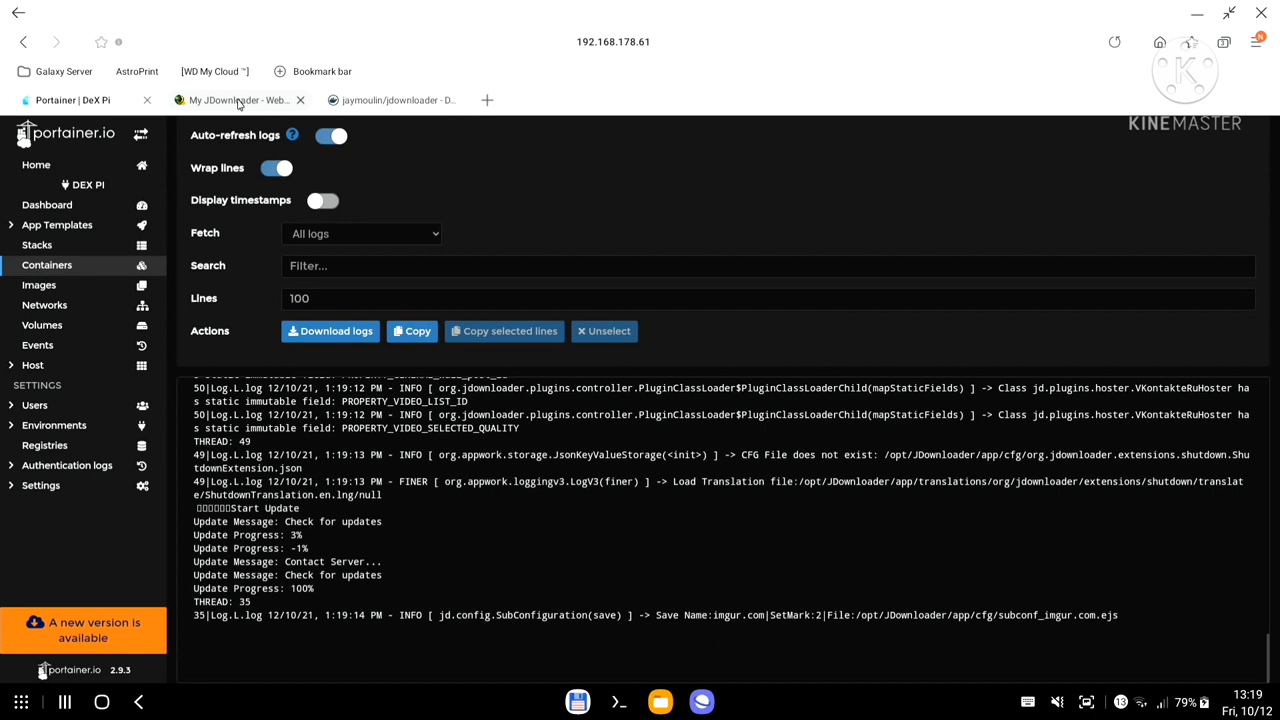 192.168.178.61
N
3
Galaxy Server
AstroPrint
[WD My Cloud ™]
Bookmark bar
Portainer | DeX Pi
My JDownloader - Web...
jaymoulin/jdownloader - D...
K
KINEMASTER
portainer.io
Home
DEX PI
Dashboard
App Templates
Stacks
Containers
Images
Networks
Volumes
Events
Host
SETTINGS
Users
Environments
Registries
Authentication logs
Settings
A new version is
available
portainer.io 2.9.3
Auto-refresh logs
Wrap lines
Display timestamps
Fetch All logs
Search Filter...
Lines 100
Actions Download logs Copy Copy selected lines Unselect
50|Log.L.log 12/10/21, 1:19:12 PM - INFO [ org.jdownloader.plugins.controller.PluginClassLoader$PluginClassLoaderChild(mapStaticFields) ] -> Class jd.plugins.hoster.VKontakteRuHoster ha
s static immutable field: PROPERTY_VIDEO_LIST_ID
50|Log.L.log 12/10/21, 1:19:12 PM - INFO [ org.jdownloader.plugins.controller.PluginClassLoader$PluginClassLoaderChild(mapStaticFields) ] -> Class jd.plugins.hoster.VKontakteRuHoster ha
s static immutable field: PROPERTY_VIDEO_SELECTED_QUALITY
THREAD: 49
49|Log.L.log 12/10/21, 1:19:13 PM - INFO [ org.appwork.storage.JsonKeyValueStorage(<init>) ] -> CFG File does not exist: /opt/JDownloader/app/cfg/org.jdownloader.extensions.shutdown.Shu
tdownExtension.json
49|Log.L.log 12/10/21, 1:19:13 PM - FINER [ org.appwork.loggingv3.LogV3(finer) ] -> Load Translation file:/opt/JDownloader/app/translations/org/jdownloader/extensions/shutdown/translat
e/ShutdownTranslation.en.lng/null
Start Update
Update Message: Check for updates
Update Progress: 3%
Update Progress: -1%
Update Message: Contact Server...
Update Message: Check for updates
Update Progress: 100%
THREAD: 35
35|Log.L.log 12/10/21, 1:19:14 PM - INFO [ jd.config.SubConfiguration(save) ] -> Save Name:imgur.com|SetMark:2|File:/opt/JDownloader/app/cfg/subconf_imgur.com.ejs
13
79%
13:19
Fri, 10/12